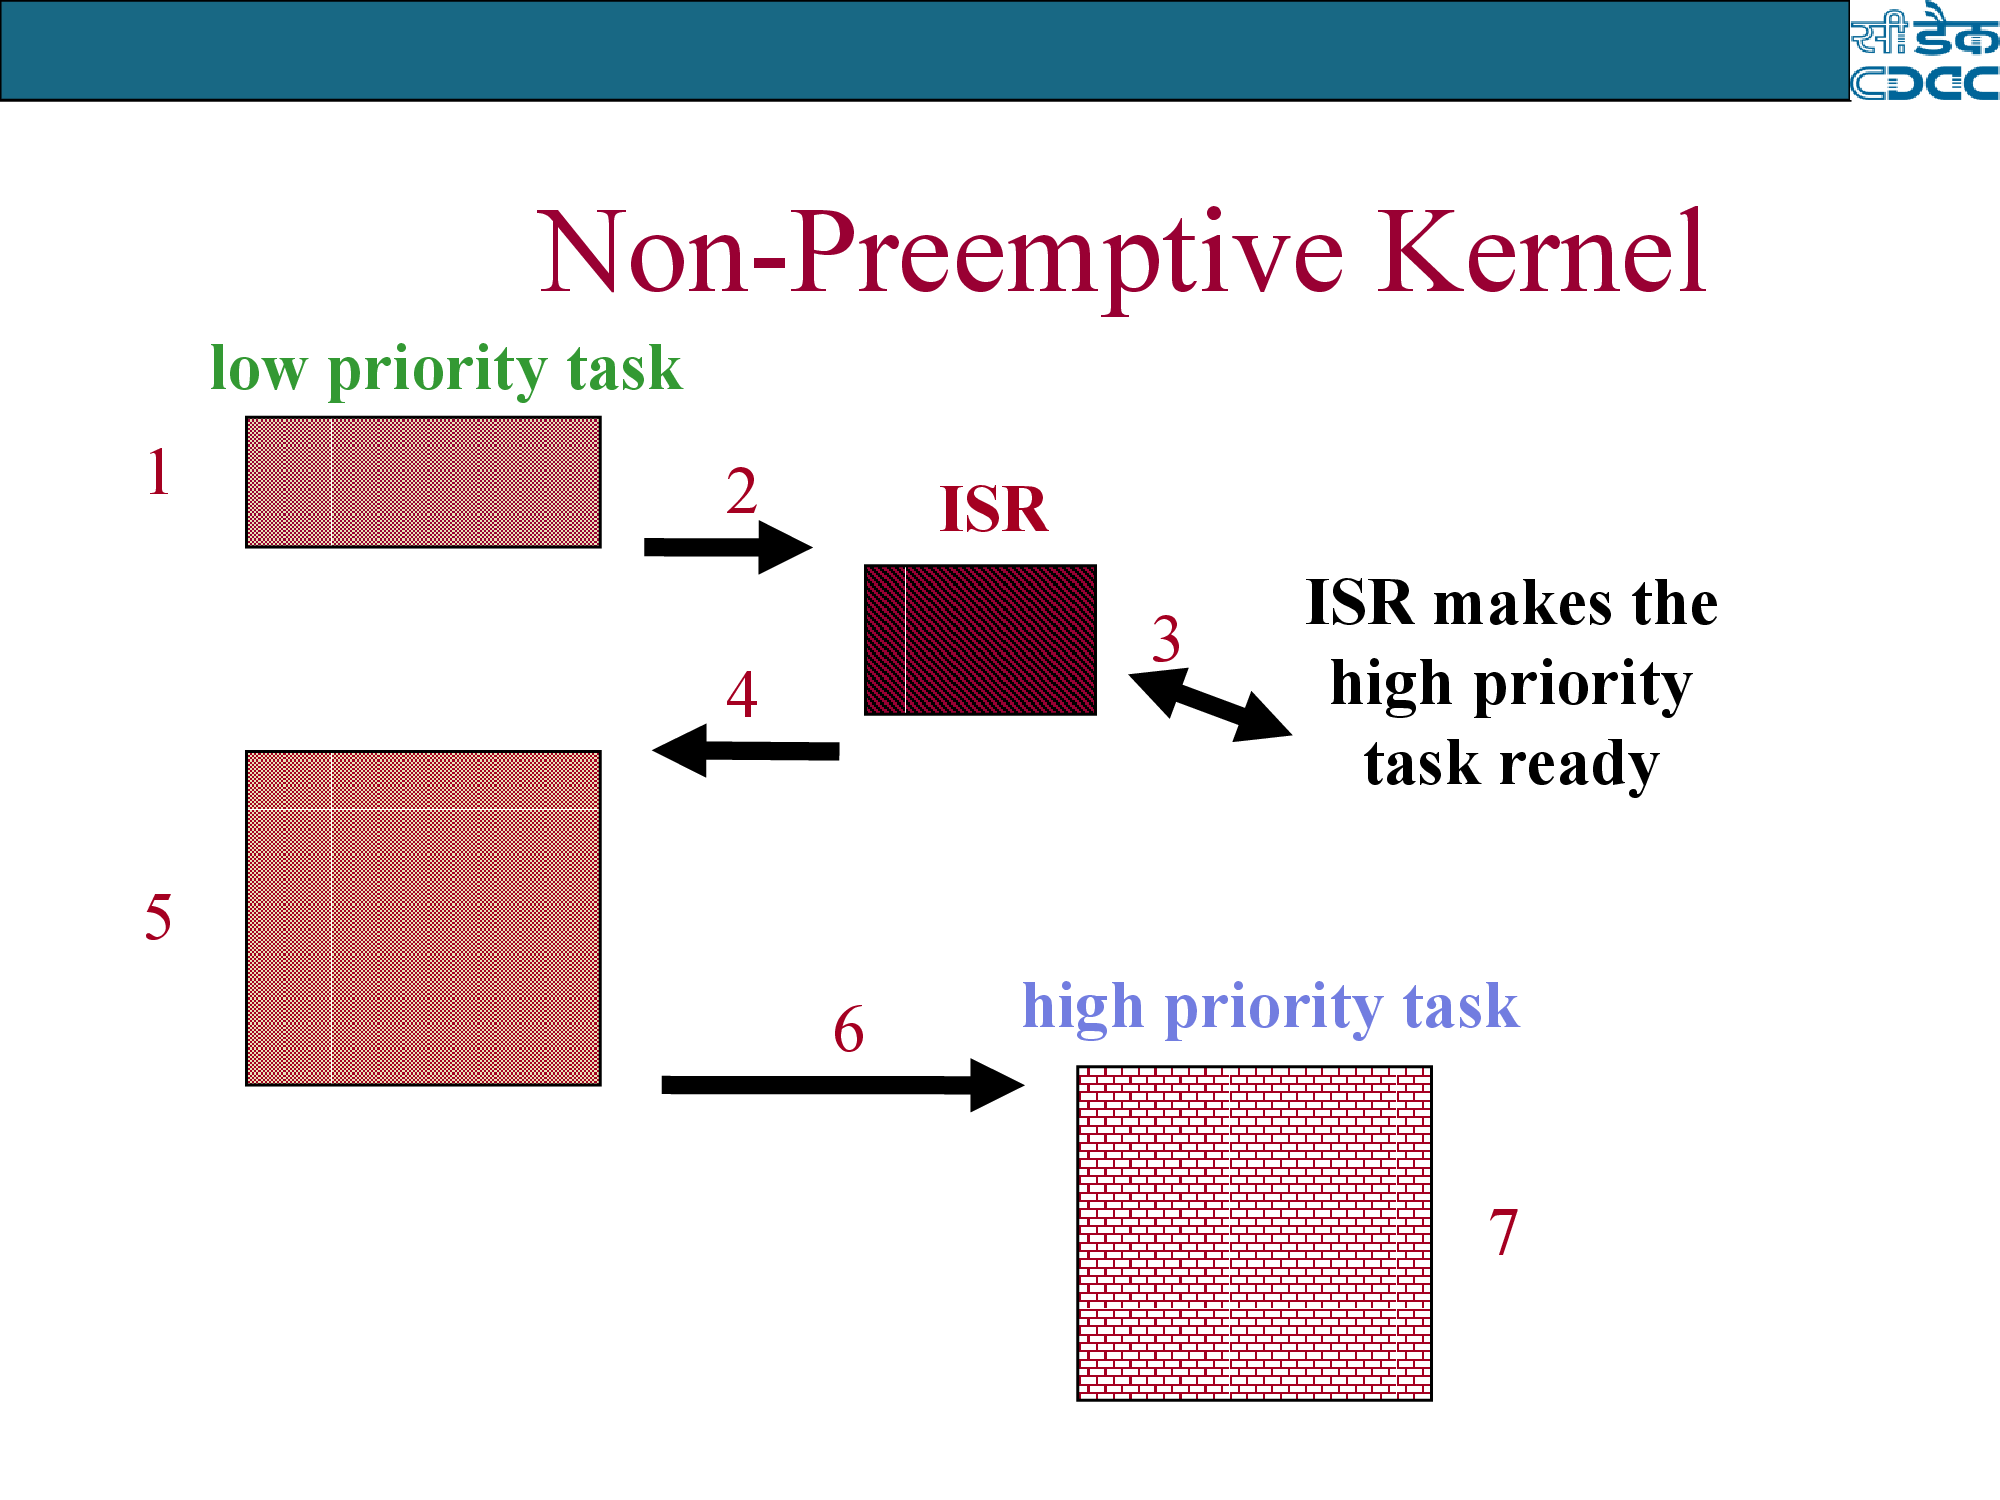 सी डैक
CDAC
Non-Preemptive Kernel
low priority task
1
2
ISR
3
ISR makes the
high priority
task ready
4
5
6
high priority task
7